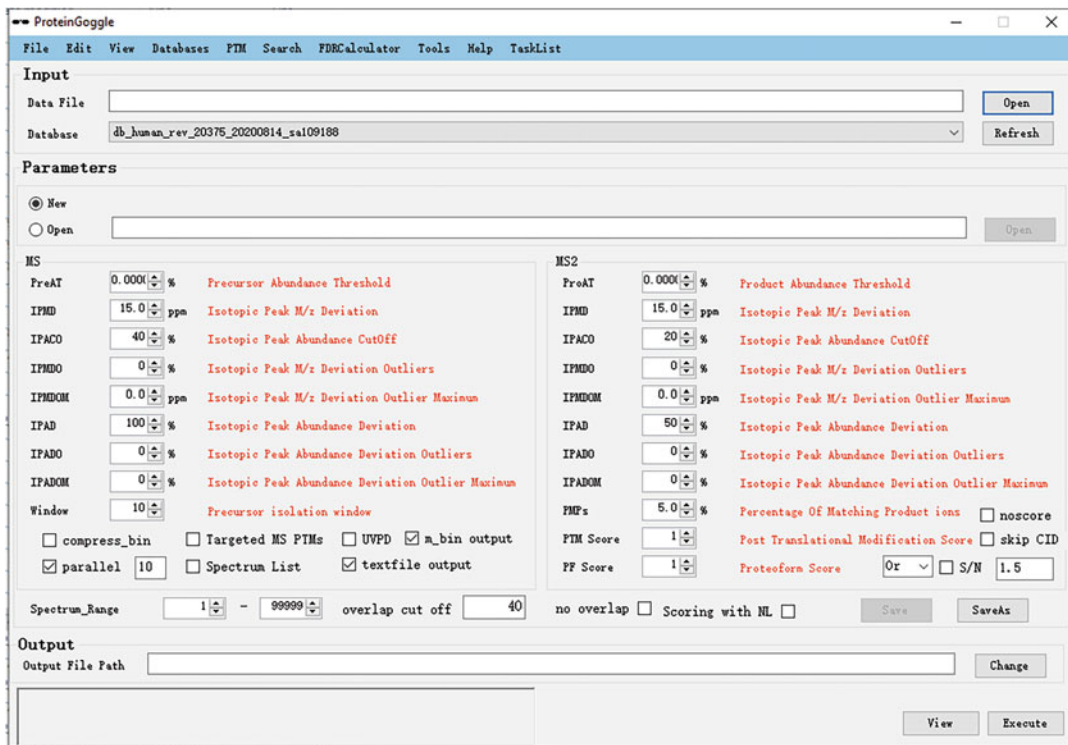 ProteinGoggle
File Edit View Databases PTM Search FDRCalculator Tools Help TaskList
Input
Data File Open
Database db_human_rev_20375_20200814_sa109188 Refresh
Parameters
New
Open Open
MS
PreAT 0.000 % Precursor Abundance Threshold
IPMD 15.0 ppm Isotopic Peak M/z Deviation
IPACO 40 % Isotopic Peak Abundance CutOff
IPMDO 0 % Isotopic Peak M/z Deviation Outliers
IPMDOM 0.0 ppm Isotopic Peak M/z Deviation Outlier Maximum
IPAD 100 % Isotopic Peak Abundance Deviation
IPADO 0 % Isotopic Peak Abundance Deviation Outliers
IPADOM 0 % Isotopic Peak Abundance Deviation Outlier Maximum
Window 10 Precursor isolation window
compress_bin Targeted MS PTMs UVPD m_bin output
parallel 10 Spectrum List textfile output
MS2
ProAT 0.000 % Product Abundance Threshold
IPMD 15.0 ppm Isotopic Peak M/z Deviation
IPACO 20 % Isotopic Peak Abundance CutOff
IPMDO 0 % Isotopic Peak M/z Deviation Outliers
IPMDOM 0.0 ppm Isotopic Peak M/z Deviation Outlier Maximum
IPAD 50 % Isotopic Peak Abundance Deviation
IPADO 0 % Isotopic Peak Abundance Deviation Outliers
IPADOM 0 % Isotopic Peak Abundance Deviation Outlier Maximum
PMPs 5.0 % Percentage Of Matching Product ions noscore
PTM Score 1 Post Translational Modification Score skip CID
PF Score 1 Proteoform Score Or S/N 1.5
Spectrum_Range 1 - 99999 overlap cut off 40 no overlap Scoring with NL Save SaveAs
Output
Output File Path Change
View Execute